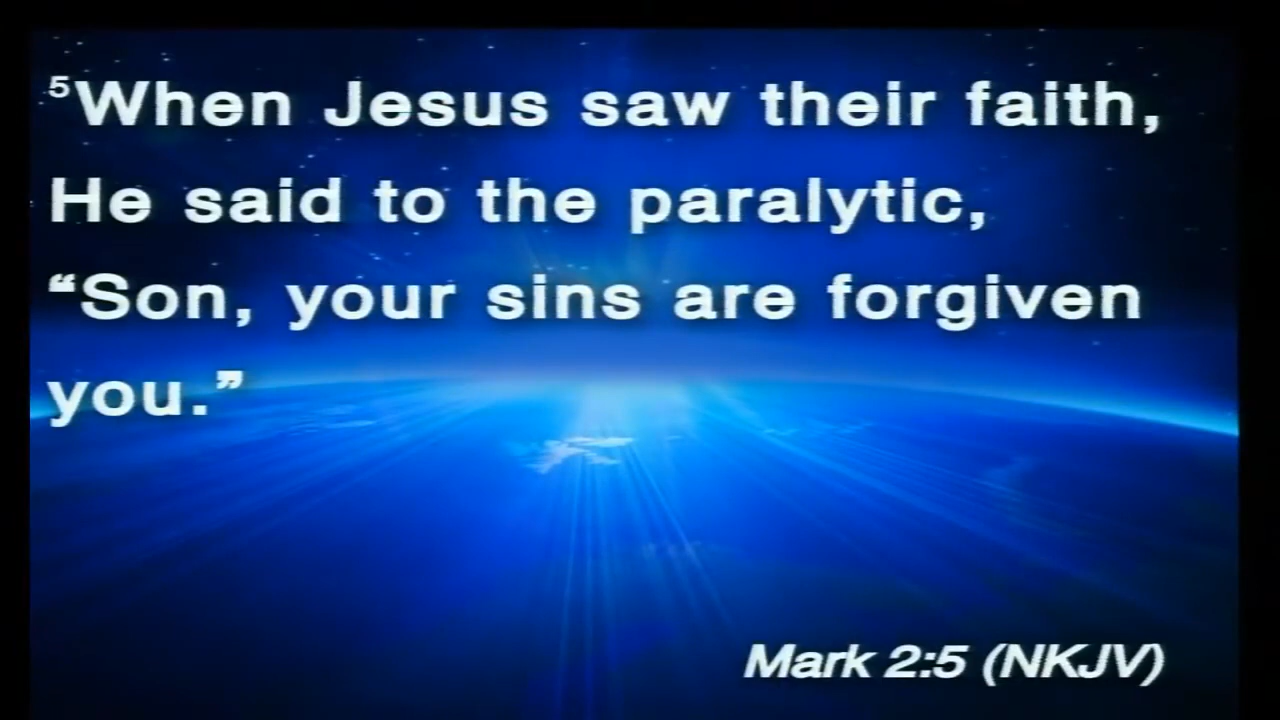 ⁵When Jesus saw their faith,
He said to the paralytic,
“Son, your sins are forgiven
you.”
Mark 2:5 (NKJV)